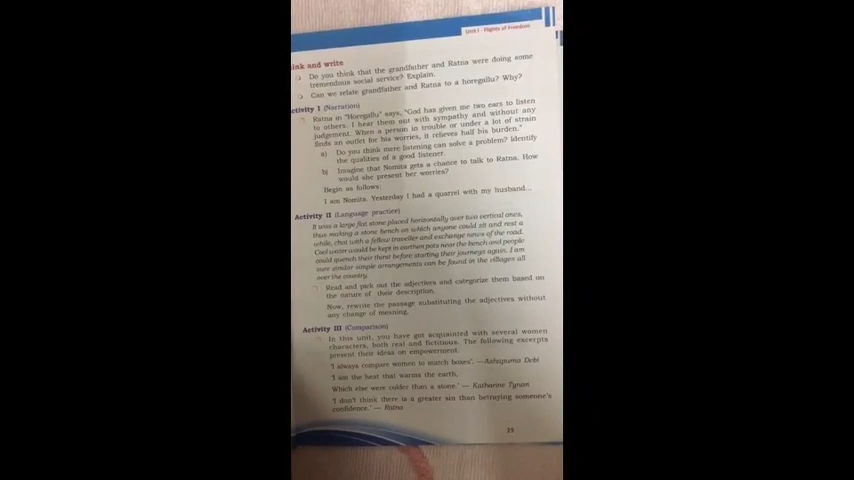 Unit I - Flights of Freedom
ink and write
Do you think that the grandfather and Ratna were doing some
tremendous social service? Explain.
Can we relate grandfather and Ratna to a horegallu? Why?
ctivity I (Narration)
Ratna in "Horegallu" says, "God has given me two ears to listen
to others. I hear them out with sympathy and without any
judgement. When a person in trouble or under a lot of strain
finds an outlet for his worries, it relieves half his burden."
a) Do you think mere listening can solve a problem? Identify
the qualities of a good listener.
b) Imagine that Nomita gets a chance to talk to Ratna. How
would she present her worries?
Begin as follows:
I am Nomita. Yesterday I had a quarrel with my husband...
Activity II (Language practice)
It was a large flat stone placed horizontally over two vertical ones,
thus making a stone bench on which anyone could sit and rest a
while, chat with a fellow traveller and exchange news of the road.
Cool water would be kept in earthen pots near the bench and people
could quench their thirst before starting their journeys again. I am
sure similar simple arrangements can be found in the villages all
over the country.
Read and pick out the adjectives and categorize them based on
the nature of their description.
Now, rewrite the passage substituting the adjectives without
any change of meaning.
Activity III (Comparison)
In this unit, you have got acquainted with several women
characters, both real and fictitious. The following excerpts
present their ideas on empowerment.
'I always compare women to match boxes'. —Ashapurna Debi
'I am the heat that warms the earth,
Which else were colder than a stone.' — Katharine Tynan
'I don't think there is a greater sin than betraying someone's
confidence.' — Ratna